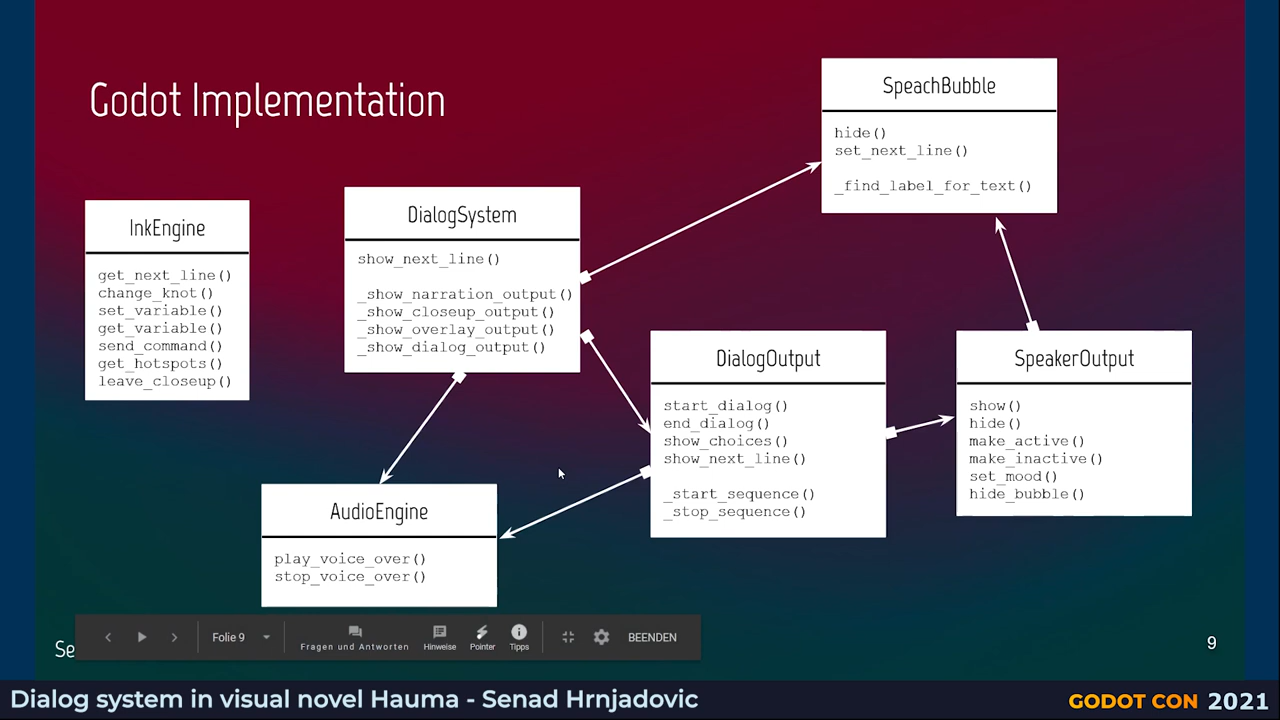 Godot Implementation
SpeachBubble
hide()
set_next_line()
_find_label_for_text()
InkEngine
get_next_line()
change_knot()
set_variable()
get_variable()
send_command()
get_hotspots()
leave_closeup()
DialogSystem
show_next_line()
_show_narration_output()
_show_closeup_output()
_show_overlay_output()
_show_dialog_output()
DialogOutput
start_dialog()
end_dialog()
show_choices()
show_next_line()
_start_sequence()
_stop_sequence()
SpeakerOutput
show()
hide()
make_active()
make_inactive()
set_mood()
hide_bubble()
AudioEngine
play_voice_over()
stop_voice_over()
Se
Folie 9
Fragen und Antworten
Hinweise
Pointer
Tipps
BEENDEN
9
Dialog system in visual novel Hauma - Senad Hrnjadovic
GODOT CON 2021